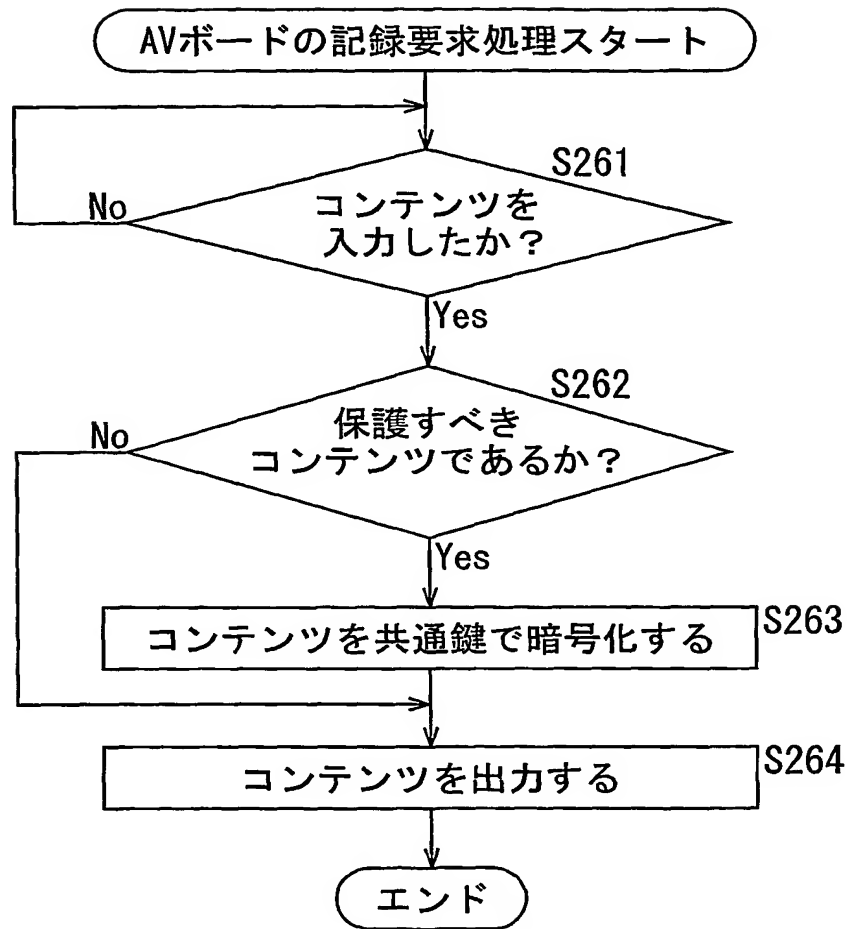 AVボードの記録要求処理スタート
S261
コンテンツを
入力したか?
No
Yes
S262
保護すべき
コンテンツであるか?
No
Yes
コンテンツを共通鍵で暗号化する
S263
コンテンツを出力する
S264
エンド